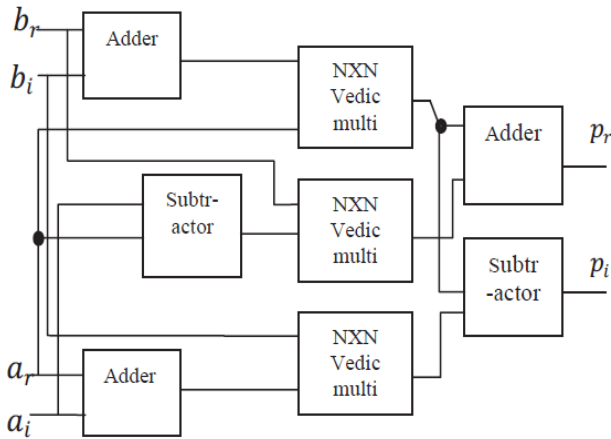 b_r
b_i
Adder
NXN
Vedic
multi
Adder
p_r
Subtr-
actor
NXN
Vedic
multi
Subtr
-actor
p_i
NXN
Vedic
multi
a_r
a_i
Adder